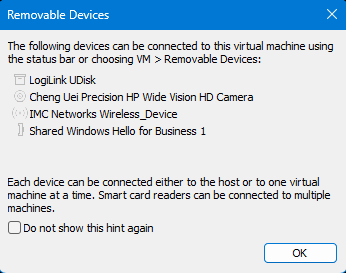 Removable Devices
The following devices can be connected to this virtual machine using
the status bar or choosing VM > Removable Devices:
LogiLink UDisk
Cheng Uei Precision HP Wide Vision HD Camera
IMC Networks Wireless_Device
Shared Windows Hello for Business 1
Each device can be connected either to the host or to one virtual
machine at a time. Smart card readers can be connected to multiple
machines.
Do not show this hint again
OK